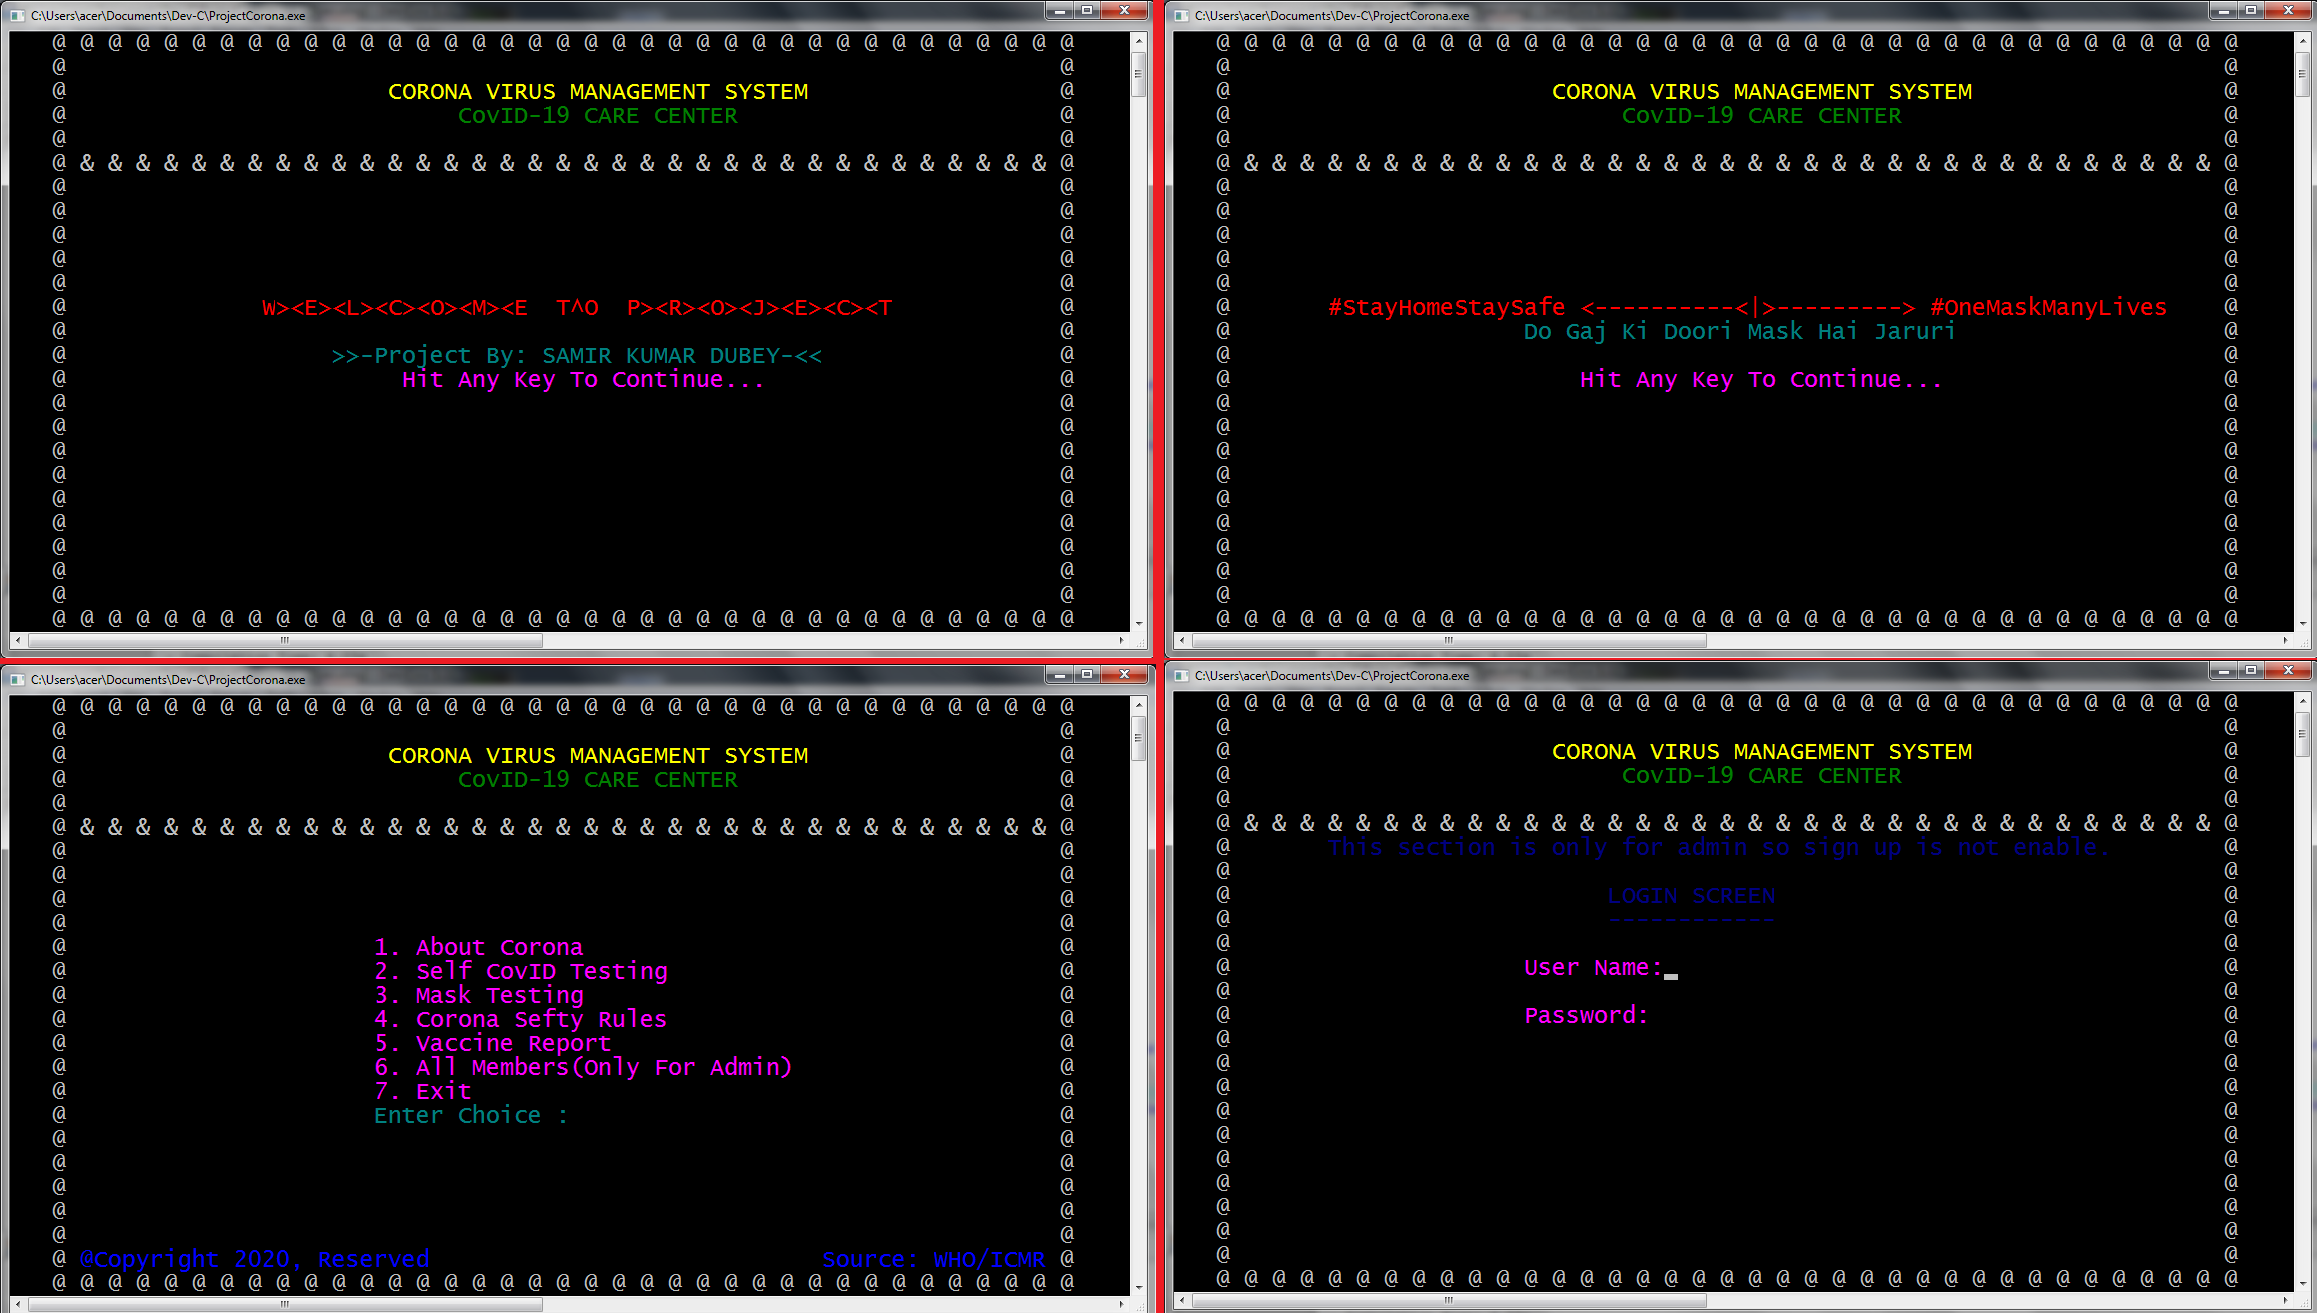 C:\Users\acer\Documents\Dev-C\ProjectCorona.exe
@ @ @ @ @ @ @ @ @ @ @ @ @ @ @ @ @ @ @ @ @ @ @ @ @ @ @ @ @ @ @ @ @ @ @ @ @
CORONA VIRUS MANAGEMENT SYSTEM
CovID-19 CARE CENTER
@ & & & & & & & & & & & & & & & & & & & & & & & & & & & & & & & & & & & @
W><E><L><C><O><M><E  T^O  P><R><O><J><E><C><T
>>-Project By: SAMIR KUMAR DUBEY-<<
Hit Any Key To Continue...
@ @ @ @ @ @ @ @ @ @ @ @ @ @ @ @ @ @ @ @ @ @ @ @ @ @ @ @ @ @ @ @ @ @ @ @ @
C:\Users\acer\Documents\Dev-C\ProjectCorona.exe
@ @ @ @ @ @ @ @ @ @ @ @ @ @ @ @ @ @ @ @ @ @ @ @ @ @ @ @ @ @ @ @ @ @ @ @ @
CORONA VIRUS MANAGEMENT SYSTEM
CovID-19 CARE CENTER
@ & & & & & & & & & & & & & & & & & & & & & & & & & & & & & & & & & & & @
#StayHomeStaySafe <----------<|>---------> #OneMaskManyLives
Do Gaj Ki Doori Mask Hai Jaruri
Hit Any Key To Continue...
@ @ @ @ @ @ @ @ @ @ @ @ @ @ @ @ @ @ @ @ @ @ @ @ @ @ @ @ @ @ @ @ @ @ @ @ @
C:\Users\acer\Documents\Dev-C\ProjectCorona.exe
@ @ @ @ @ @ @ @ @ @ @ @ @ @ @ @ @ @ @ @ @ @ @ @ @ @ @ @ @ @ @ @ @ @ @ @ @
CORONA VIRUS MANAGEMENT SYSTEM
CovID-19 CARE CENTER
@ & & & & & & & & & & & & & & & & & & & & & & & & & & & & & & & & & & & @
1. About Corona
2. Self CovID Testing
3. Mask Testing
4. Corona Sefty Rules
5. Vaccine Report
6. All Members(Only For Admin)
7. Exit
Enter Choice :
@ @Copyright 2020, Reserved Source: WHO/ICMR @
@ @ @ @ @ @ @ @ @ @ @ @ @ @ @ @ @ @ @ @ @ @ @ @ @ @ @ @ @ @ @ @ @ @ @ @ @
C:\Users\acer\Documents\Dev-C\ProjectCorona.exe
@ @ @ @ @ @ @ @ @ @ @ @ @ @ @ @ @ @ @ @ @ @ @ @ @ @ @ @ @ @ @ @ @ @ @ @ @
CORONA VIRUS MANAGEMENT SYSTEM
CovID-19 CARE CENTER
@ & & & & & & & & & & & & & & & & & & & & & & & & & & & & & & & & & & & @
This section is only for admin so sign up is not enable.
LOGIN SCREEN
------------
User Name:_
Password:
@ @ @ @ @ @ @ @ @ @ @ @ @ @ @ @ @ @ @ @ @ @ @ @ @ @ @ @ @ @ @ @ @ @ @ @ @